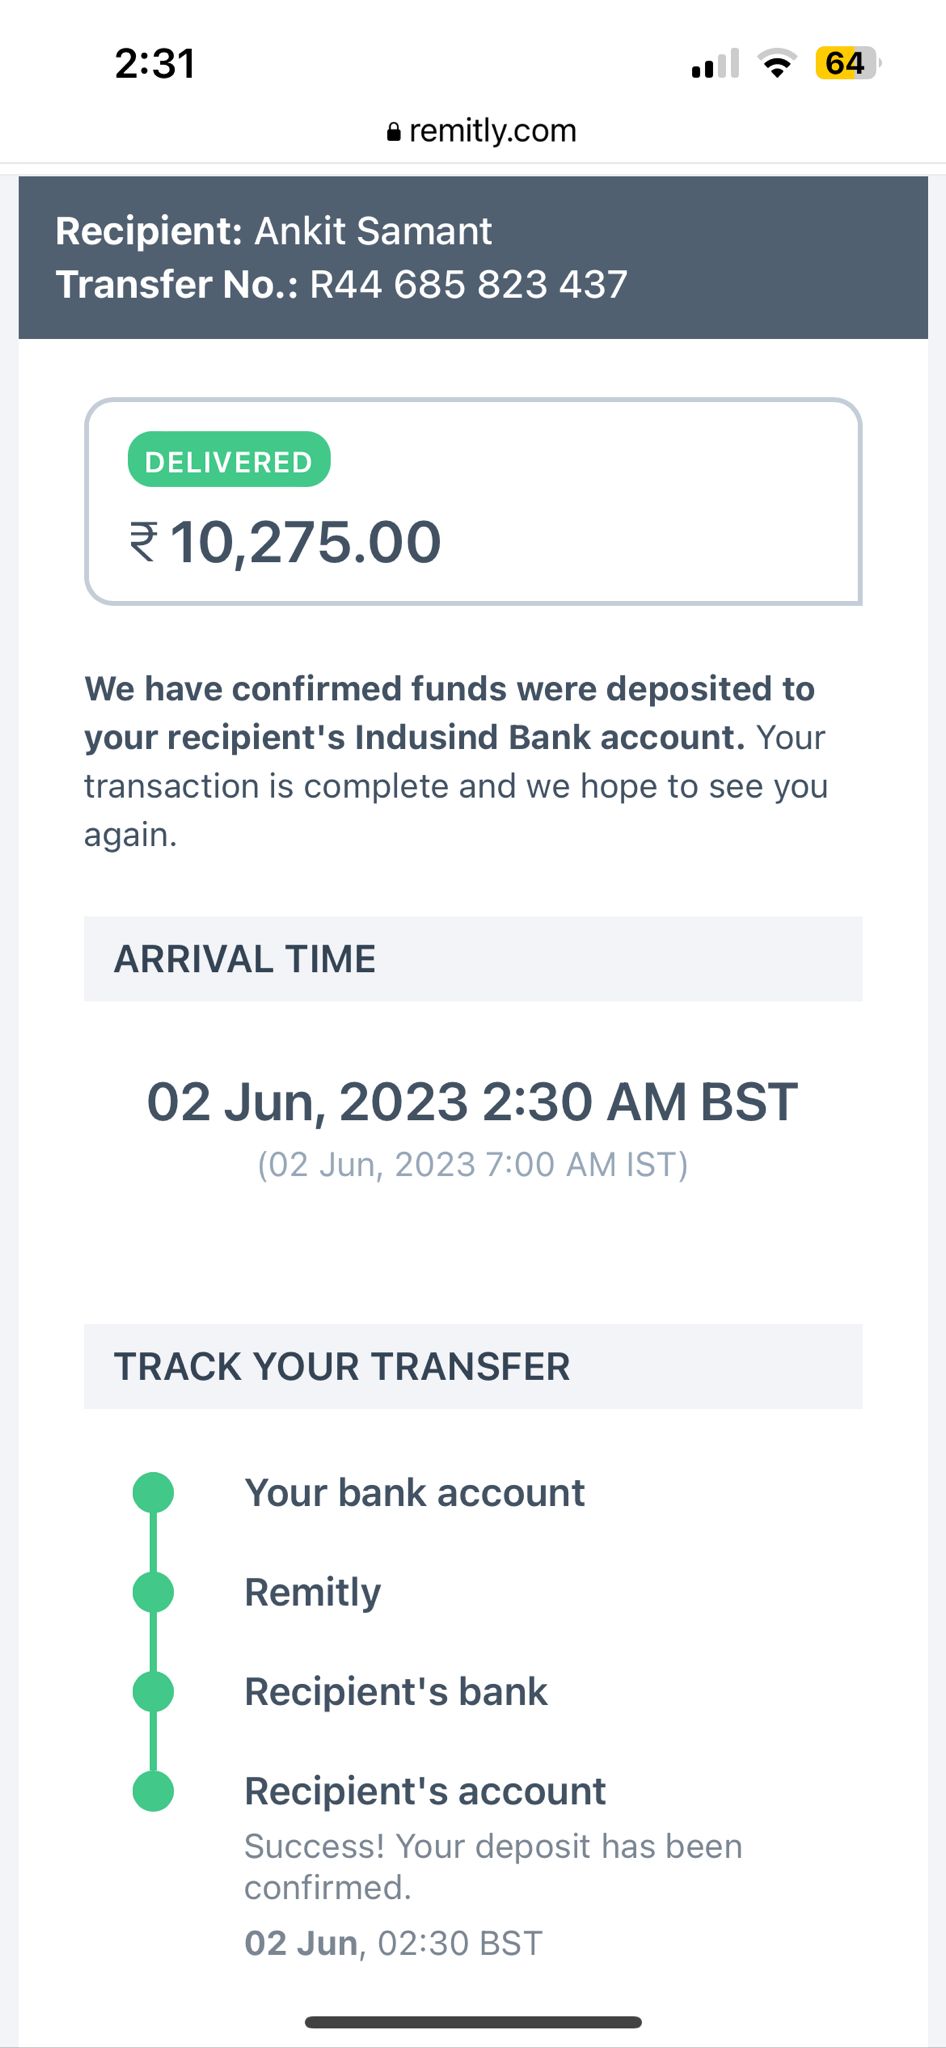 2:31
64
remitly.com
Recipient: Ankit Samant
Transfer No.: R44 685 823 437
DELIVERED
₹ 10,275.00
We have confirmed funds were deposited to
your recipient's Indusind Bank account. Your
transaction is complete and we hope to see you
again.
ARRIVAL TIME
02 Jun, 2023 2:30 AM BST
(02 Jun, 2023 7:00 AM IST)
TRACK YOUR TRANSFER
Your bank account
Remitly
Recipient's bank
Recipient's account
Success! Your deposit has been
confirmed.
02 Jun, 02:30 BST